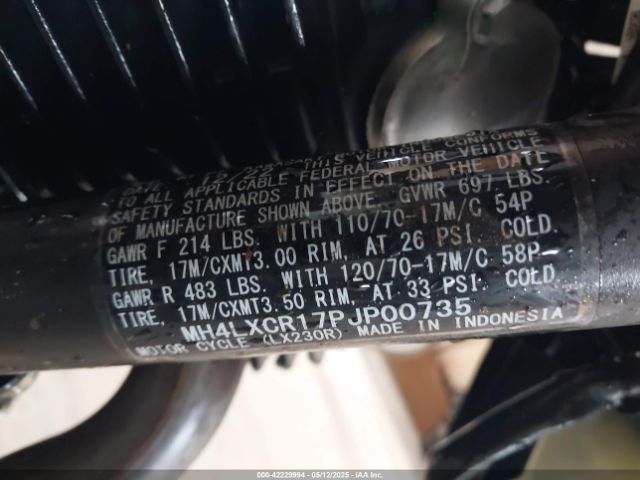 12/22 THIS VEHICLE CONFORMS
TO ALL APPLICABLE FEDERAL MOTOR VEHICLE
SAFETY STANDARDS IN EFFECT ON THE DATE
OF MANUFACTURE SHOWN ABOVE. GVWR 697 LBS.
GAWR F 214 LBS. WITH 110/70-17M/C 54P
TIRE, 17M/CXMT3.00 RIM, AT 26 PSI. COLD.
GAWR R 483 LBS. WITH 120/70-17M/C 58P
TIRE, 17M/CXMT3.50 RIM, AT 33 PSI. COLD
MH4LXCR17PJP00735
MOTOR CYCLE (LX230R) MADE IN INDONESIA
000-42229994 | 05/12/2025 | IAA Inc.